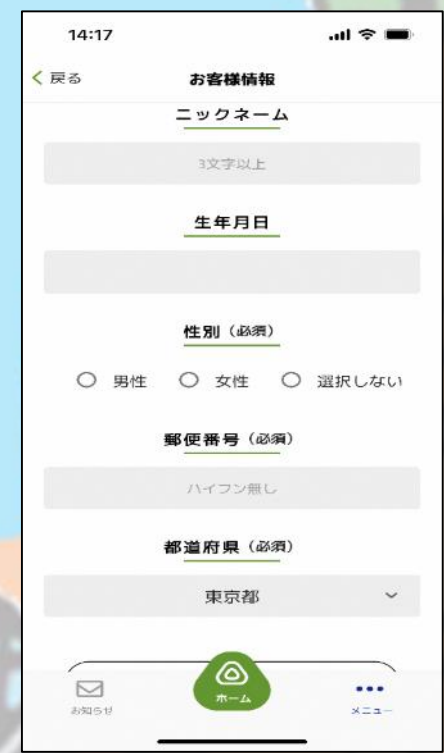 14:17
戻る
お客様情報
ニックネーム
3文字以上
生年月日
性別（必須）
男性 女性 選択しない
郵便番号（必須）
ハイフン無し
都道府県（必須）
東京都
お知らせ
ホーム
メニュー